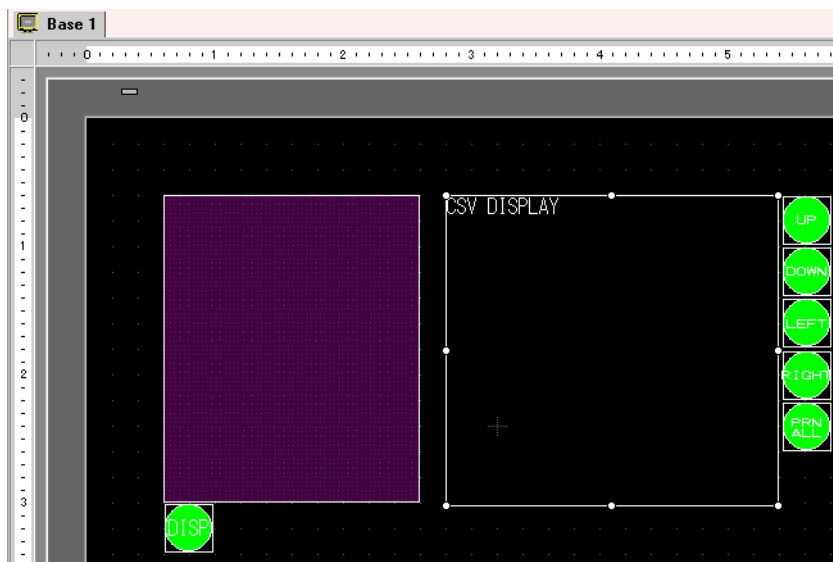 Base 1
0 1 2 3 4 5
0
1
2
3
CSV DISPLAY
UP
DOWN
LEFT
RIGHT
PRN
ALL
DISP